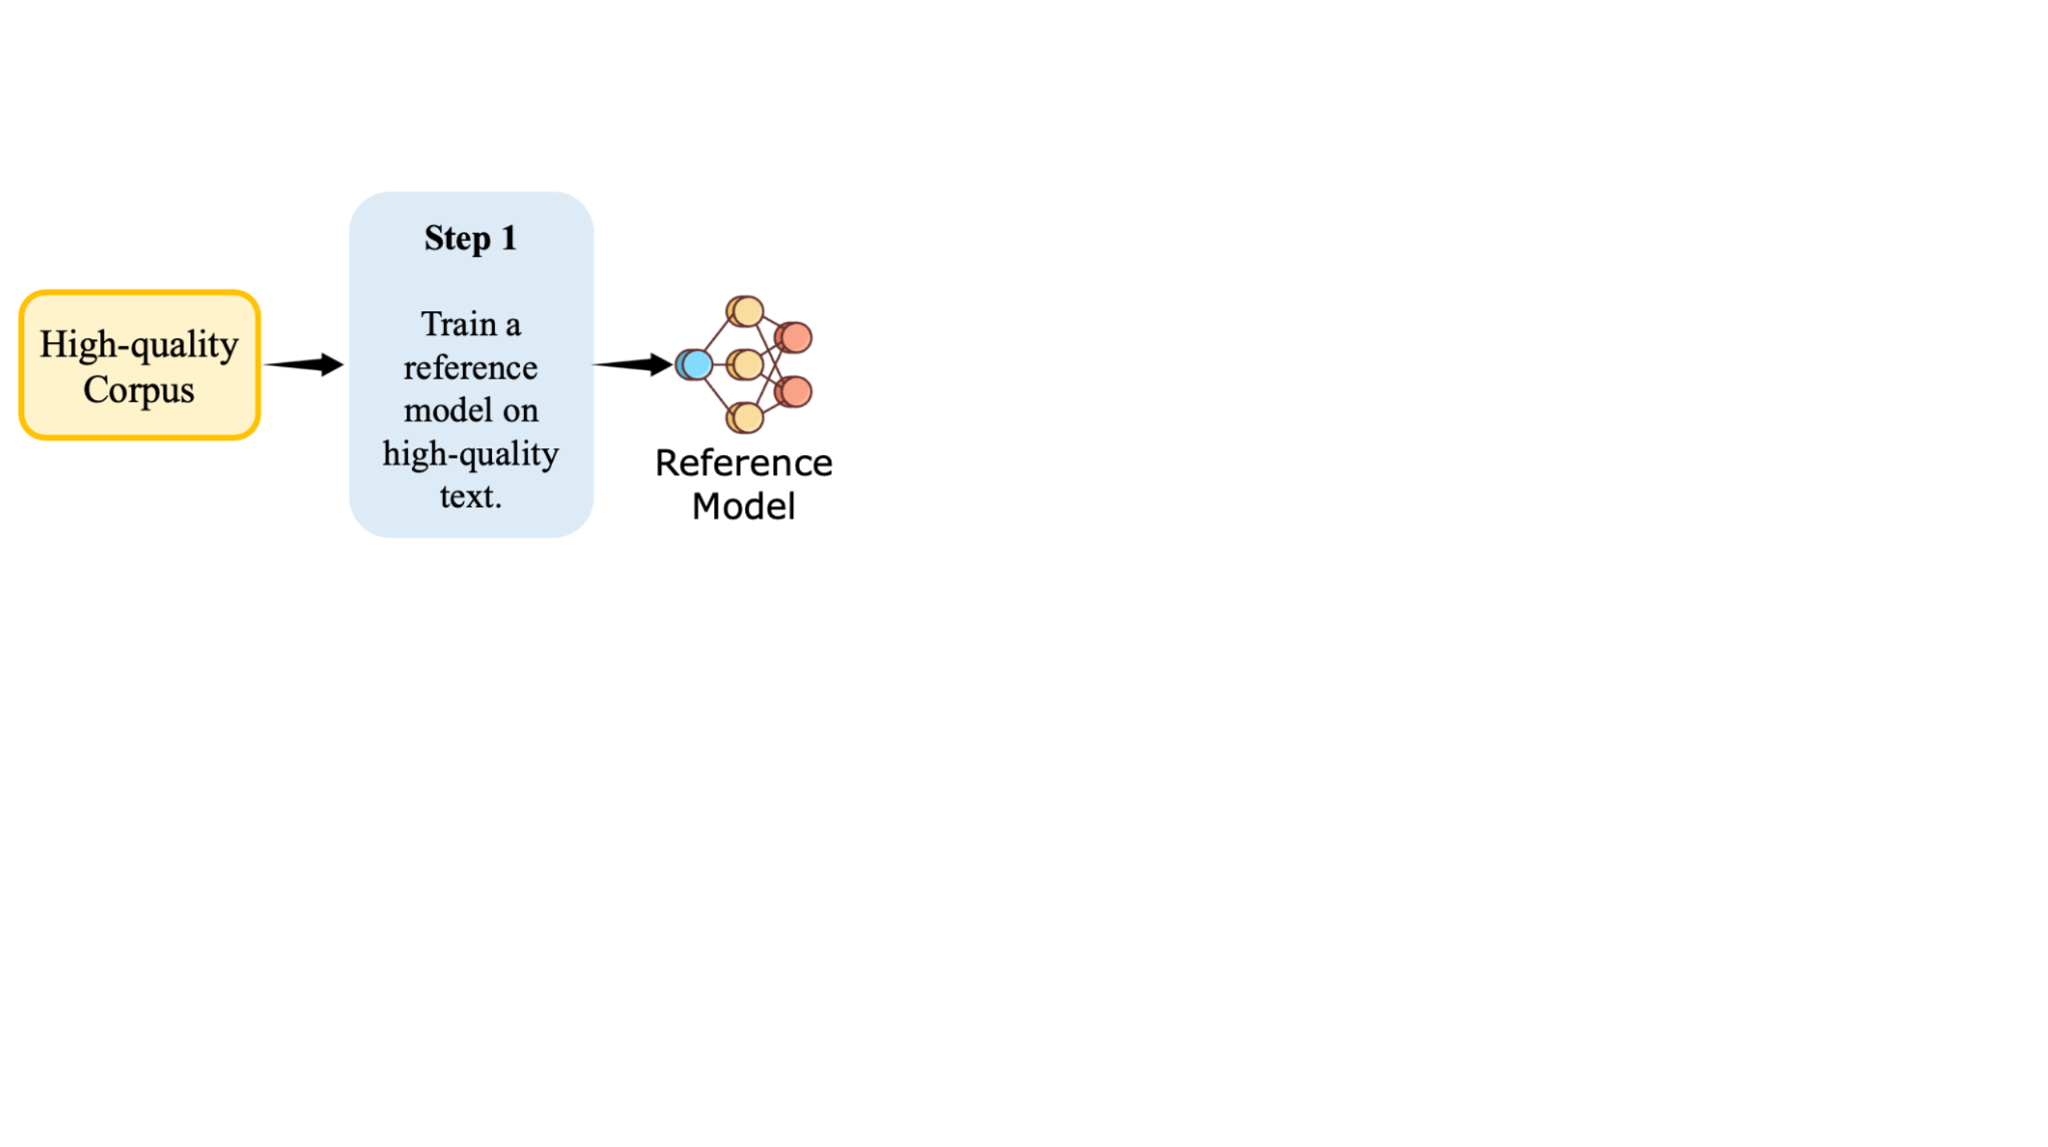 High-quality
Corpus
Step 1
Train a
reference
model on
high-quality
text.
Reference
Model